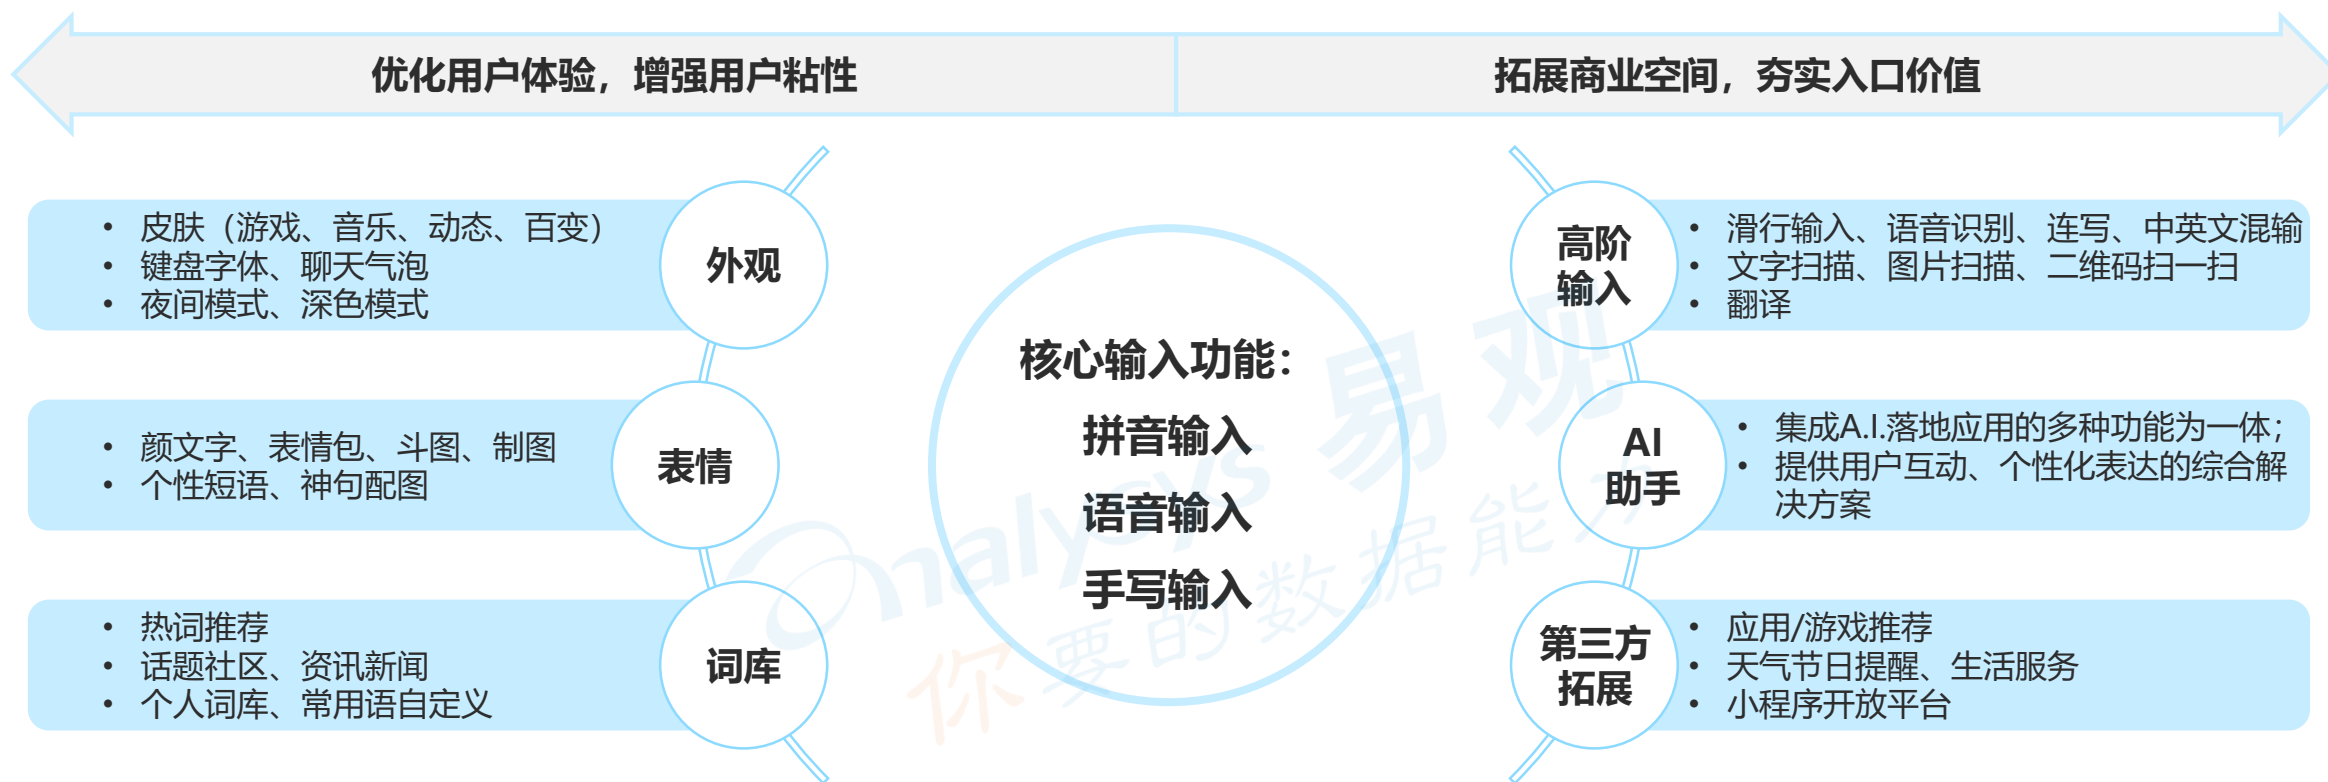 优化用户体验，增强用户粘性
拓展商业空间，夯实入口价值
• 皮肤（游戏、音乐、动态、百变）
• 键盘字体、聊天气泡
• 夜间模式、深色模式
外观
• 颜文字、表情包、斗图、制图
• 个性短语、神句配图
表情
• 热词推荐
• 话题社区、资讯新闻
• 个人词库、常用语自定义
词库
核心输入功能：
拼音输入
语音输入
手写输入
高阶
输入
• 滑行输入、语音识别、连写、中英文混输
• 文字扫描、图片扫描、二维码扫一扫
• 翻译
AI
助手
• 集成A.I.落地应用的多种功能为一体；
• 提供用户互动、个性化表达的综合解
决方案
第三方
拓展
• 应用/游戏推荐
• 天气节日提醒、生活服务
• 小程序开放平台
analysys 易观
你要的数据能力